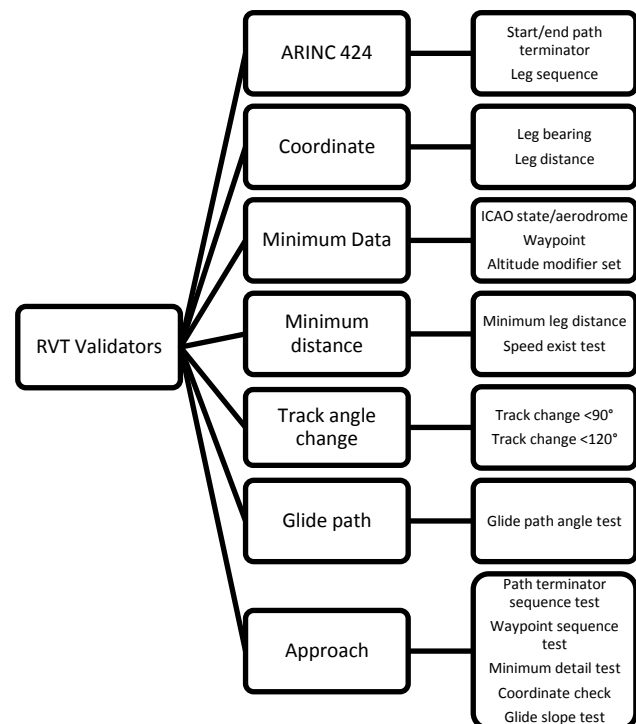 RVT Validators
ARINC 424
Start/end path
terminator
Leg sequence
Coordinate
Leg bearing
Leg distance
Minimum Data
ICAO state/aerodrome
Waypoint
Altitude modifier set
Minimum
distance
Minimum leg distance
Speed exist test
Track angle
change
Track change <90°
Track change <120°
Glide path
Glide path angle test
Approach
Path terminator
sequence test
Waypoint sequence
test
Minimum detail test
Coordinate check
Glide slope test